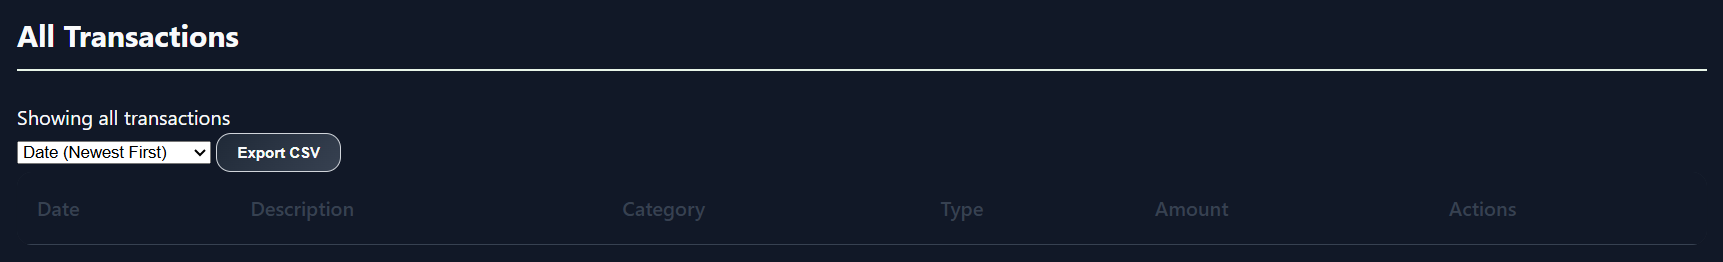 All Transactions
Showing all transactions
Date (Newest First) Export CSV
Date Description Category Type Amount Actions